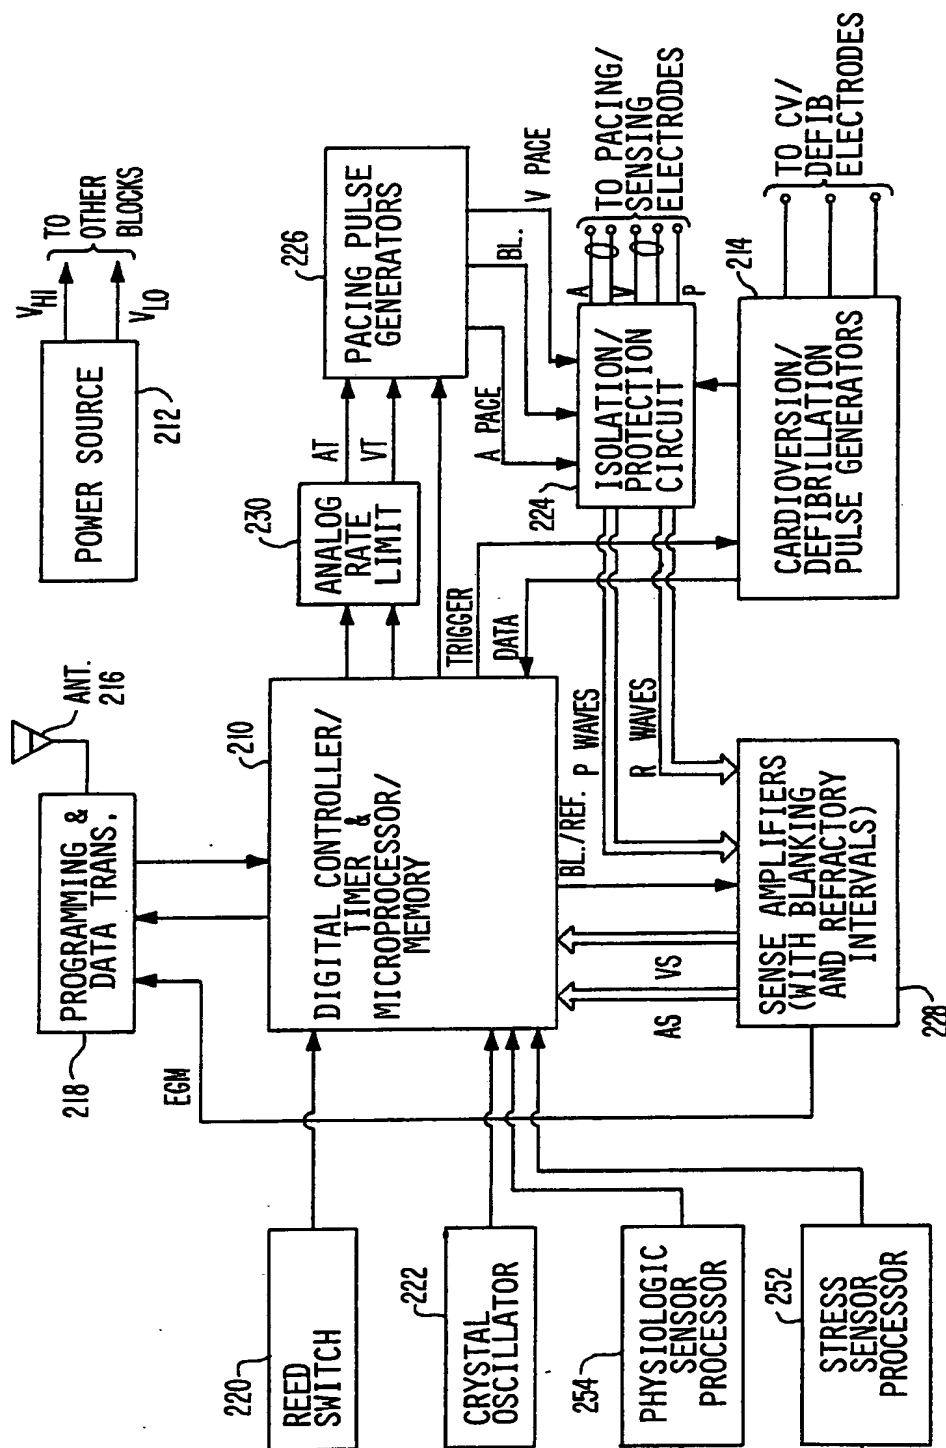 POWER SOURCE
212
VHI
VLO
TO
OTHER
BLOCKS
ANT.
216
PROGRAMMING &
DATA TRANS.
218
EGM
210
DIGITAL CONTROLLER/
TIMER
&
MICROPROCESSOR/
MEMORY
230
ANALOG
RATE
LIMIT
AT
VT
226
PACING PULSE
GENERATORS
A PACE
BL.
V PACE
TRIGGER
DATA
220
REED
SWITCH
222
CRYSTAL
OSCILLATOR
254
PHYSIOLOGIC
SENSOR
PROCESSOR
252
STRESS
SENSOR
PROCESSOR
AS
VS
BL./REF.
P WAVES
R WAVES
SENSE AMPLIFIERS
(WITH BLANKING
AND REFRACTORY
INTERVALS)
228
224
ISOLATION/
PROTECTION
CIRCUIT
A
V
P
TO PACING/
SENSING
ELECTRODES
214
CARDIOVERSION/
DEFIBRILLATION
PULSE GENERATORS
TO CV/
DEFIB
ELECTRODES